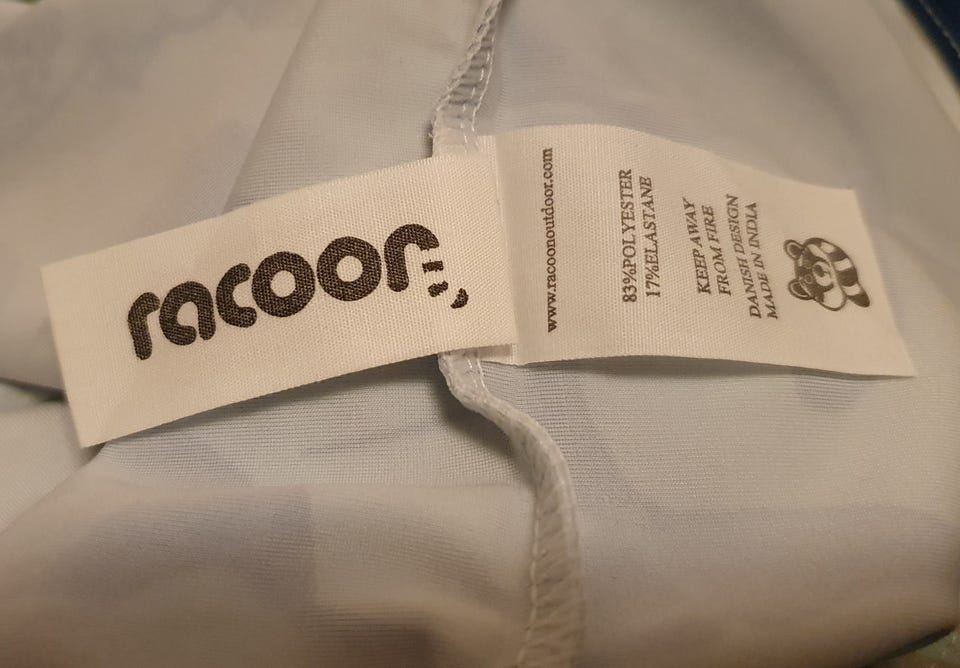 racoon
www.racoonoutdoor.com
83%POLYESTER
17%ELASTANE
KEEP AWAY
FROM FIRE
DANISH DESIGN
MADE IN INDIA